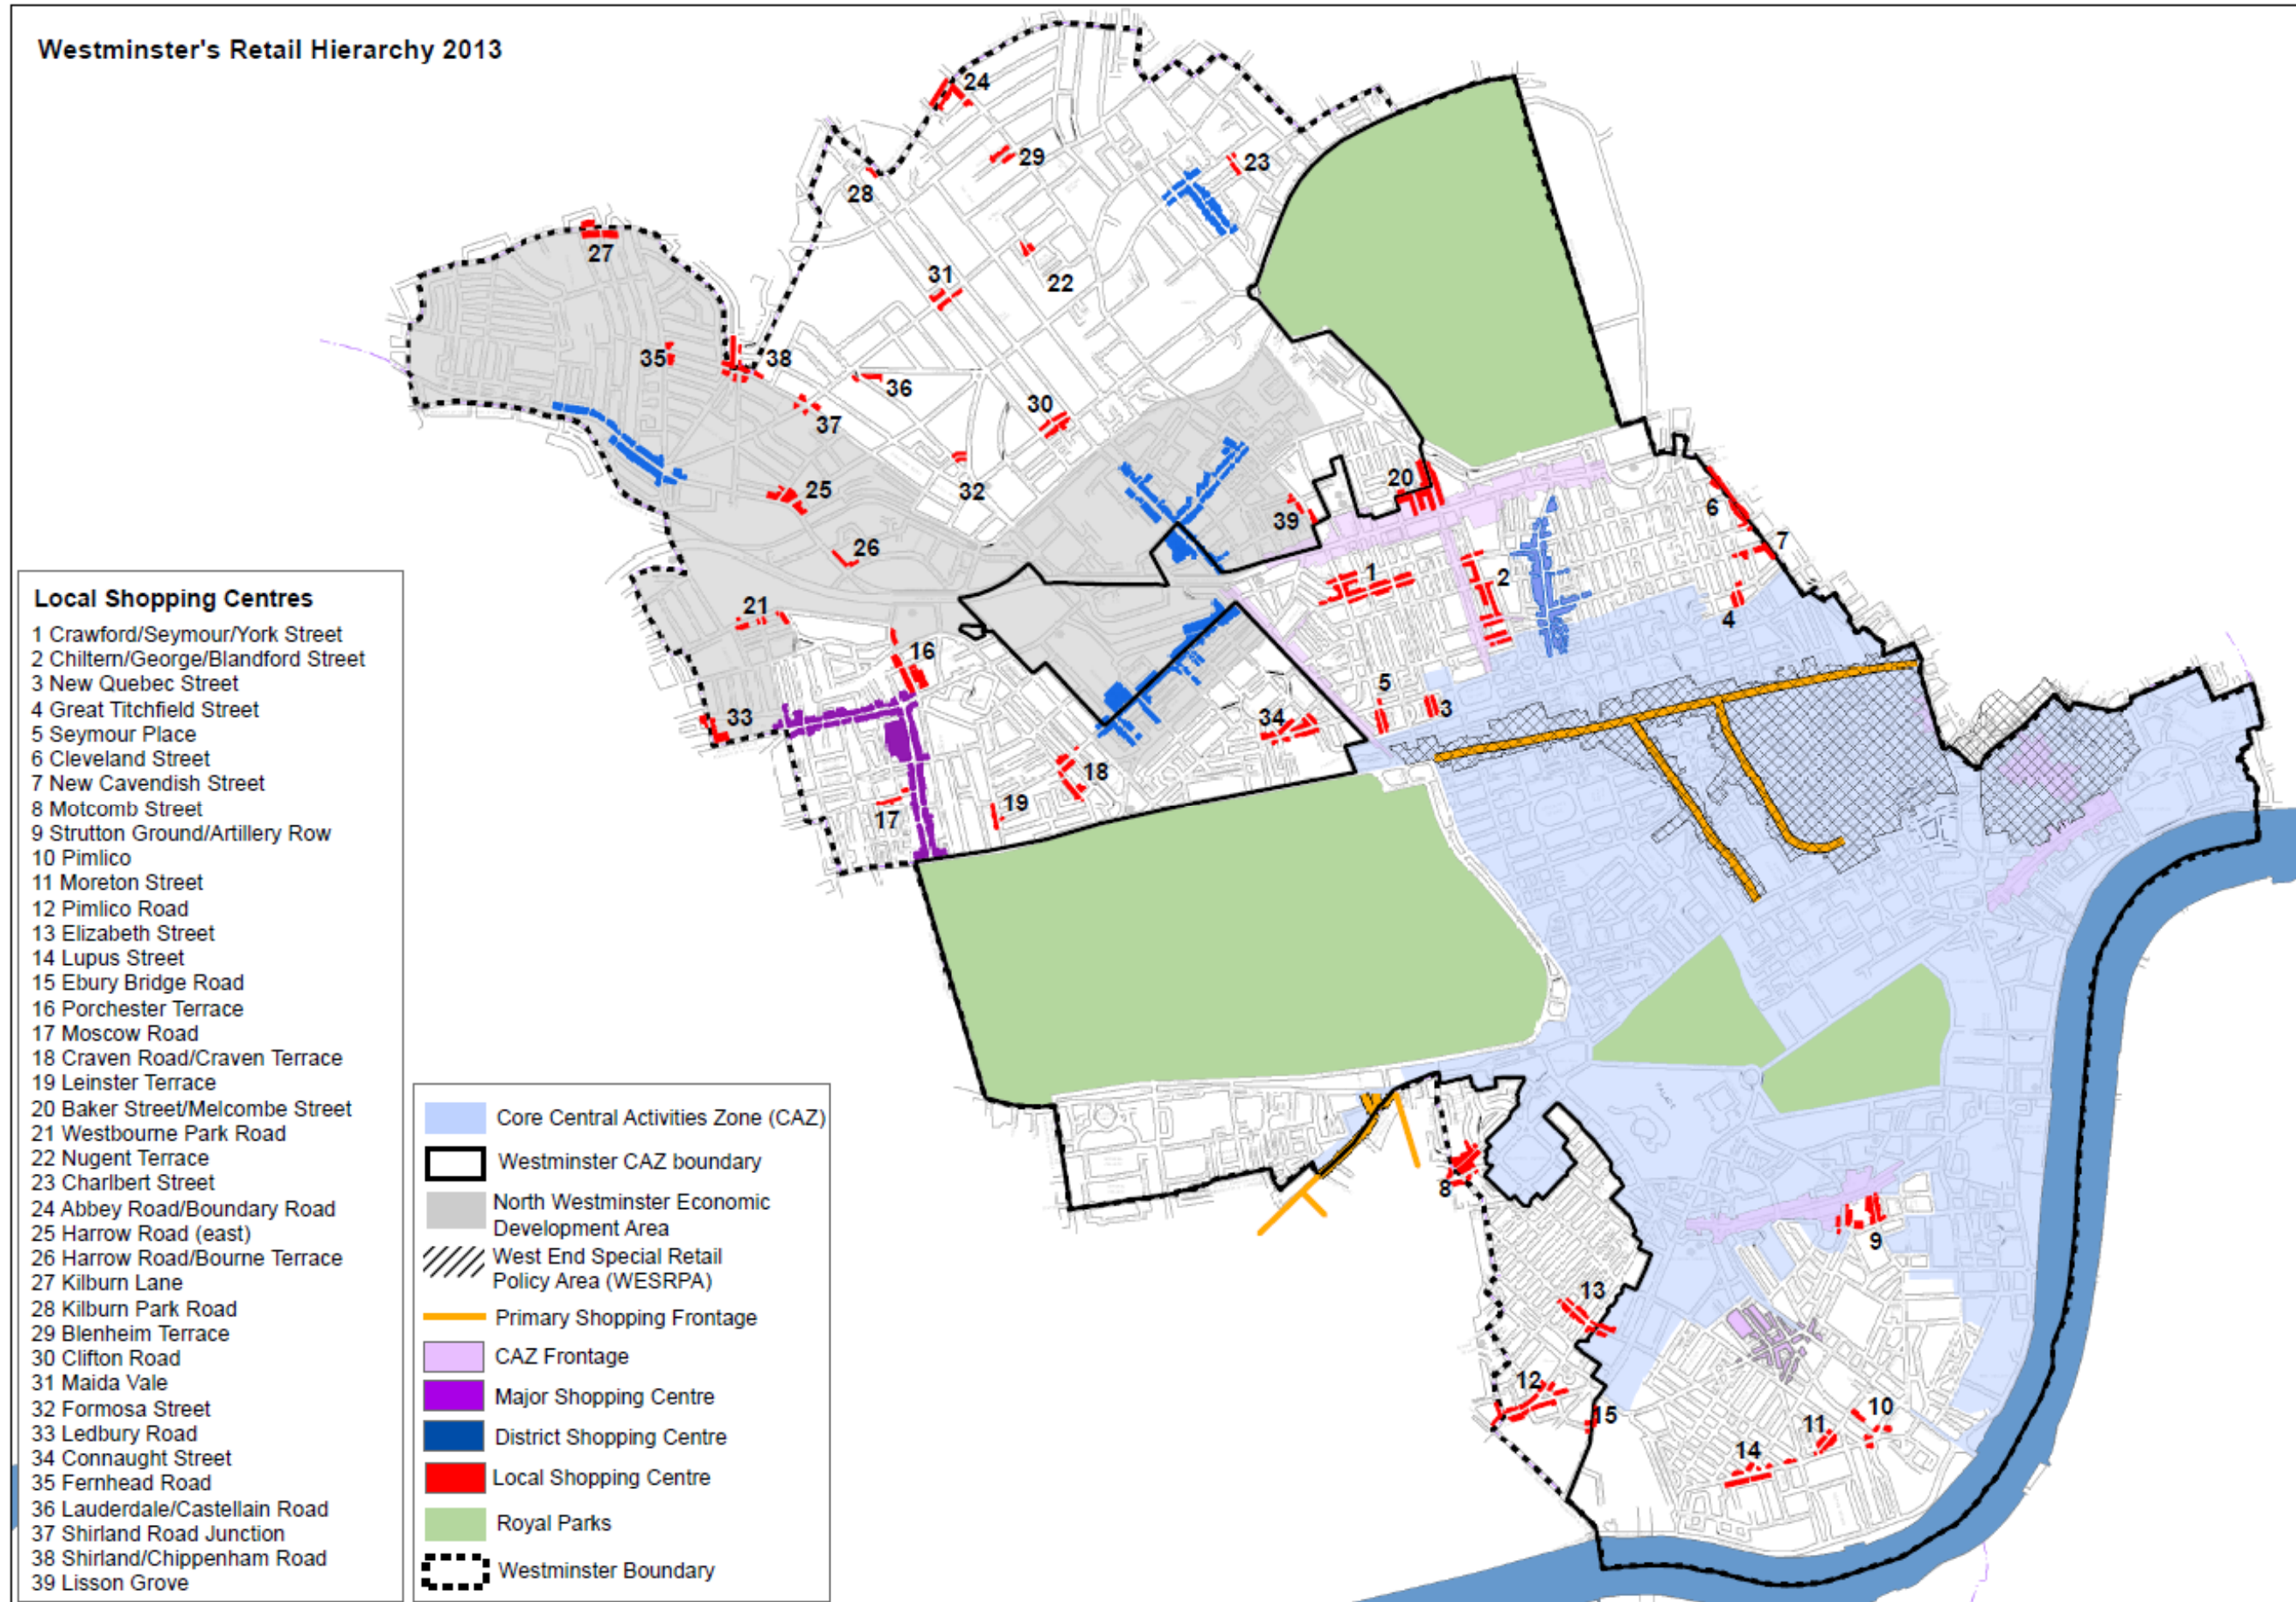 Westminster's Retail Hierarchy 2013
24
29
23
28
27
22
31
35
38
36
37
30
25
32
20
39
6
26
7
1
2
21
4
16
5
3
33
34
18
19
17
8
9
13
12
15
10
11
14
PALACE
Local Shopping Centres
1 Crawford/Seymour/York Street
2 Chiltern/George/Blandford Street
3 New Quebec Street
4 Great Titchfield Street
5 Seymour Place
6 Cleveland Street
7 New Cavendish Street
8 Motcomb Street
9 Strutton Ground/Artillery Row
10 Pimlico
11 Moreton Street
12 Pimlico Road
13 Elizabeth Street
14 Lupus Street
15 Ebury Bridge Road
16 Porchester Terrace
17 Moscow Road
18 Craven Road/Craven Terrace
19 Leinster Terrace
20 Baker Street/Melcombe Street
21 Westbourne Park Road
22 Nugent Terrace
23 Charlbert Street
24 Abbey Road/Boundary Road
25 Harrow Road (east)
26 Harrow Road/Bourne Terrace
27 Kilburn Lane
28 Kilburn Park Road
29 Blenheim Terrace
30 Clifton Road
31 Maida Vale
32 Formosa Street
33 Ledbury Road
34 Connaught Street
35 Fernhead Road
36 Lauderdale/Castellain Road
37 Shirland Road Junction
38 Shirland/Chippenham Road
39 Lisson Grove
Core Central Activities Zone (CAZ)
Westminster CAZ boundary
North Westminster Economic
Development Area
West End Special Retail
Policy Area (WESRPA)
Primary Shopping Frontage
CAZ Frontage
Major Shopping Centre
District Shopping Centre
Local Shopping Centre
Royal Parks
Westminster Boundary